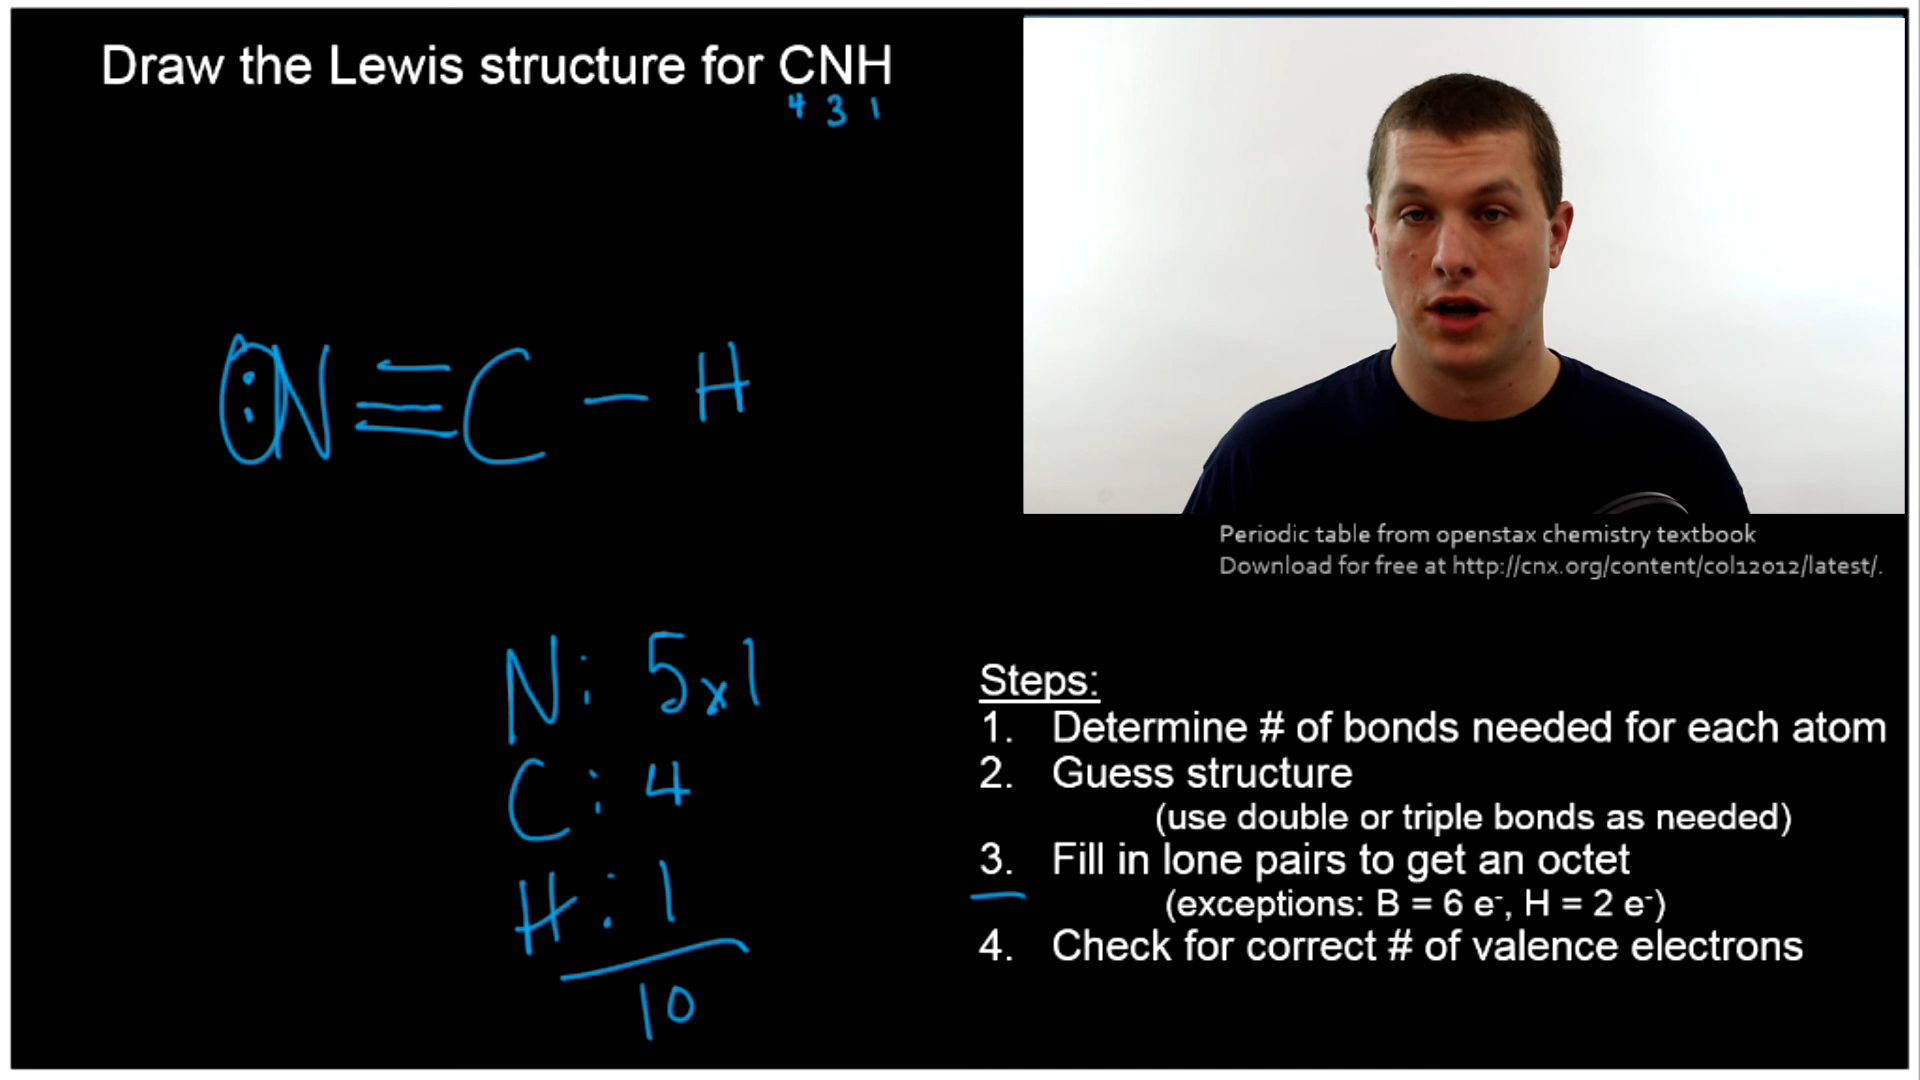 Draw the Lewis structure for CNH
4 3 1
:N≡C-H
Periodic table from openstax chemistry textbook
Download for free at http://cnx.org/content/col12012/latest/.
N: 5x1
C: 4
H: 1
10
Steps:
1. Determine # of bonds needed for each atom
2. Guess structure
(use double or triple bonds as needed)
3. Fill in lone pairs to get an octet
(exceptions: B = 6 e⁻, H = 2 e⁻)
4. Check for correct # of valence electrons